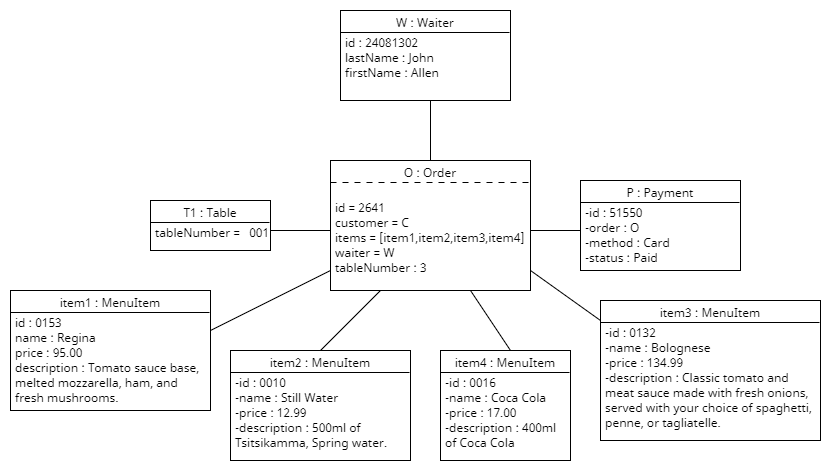 W : Waiter
id : 24081302
lastName : John
firstName : Allen
O : Order
id = 2641
customer = C
items = [item1,item2,item3,item4]
waiter = W
tableNumber : 3
T1 : Table
tableNumber = 001
P : Payment
-id : 51550
-order : O
-method : Card
-status : Paid
item1 : MenuItem
id : 0153
name : Regina
price : 95.00
description : Tomato sauce base,
melted mozzarella, ham, and
fresh mushrooms.
item2 : MenuItem
-id : 0010
-name : Still Water
-price : 12.99
-description : 500ml of
Tsitsikamma, Spring water.
item4 : MenuItem
-id : 0016
-name : Coca Cola
-price : 17.00
-description : 400ml
of Coca Cola
item3 : MenuItem
-id : 0132
-name : Bolognese
-price : 134.99
-description : Classic tomato and
meat sauce made with fresh onions,
served with your choice of spaghetti,
penne, or tagliatelle.